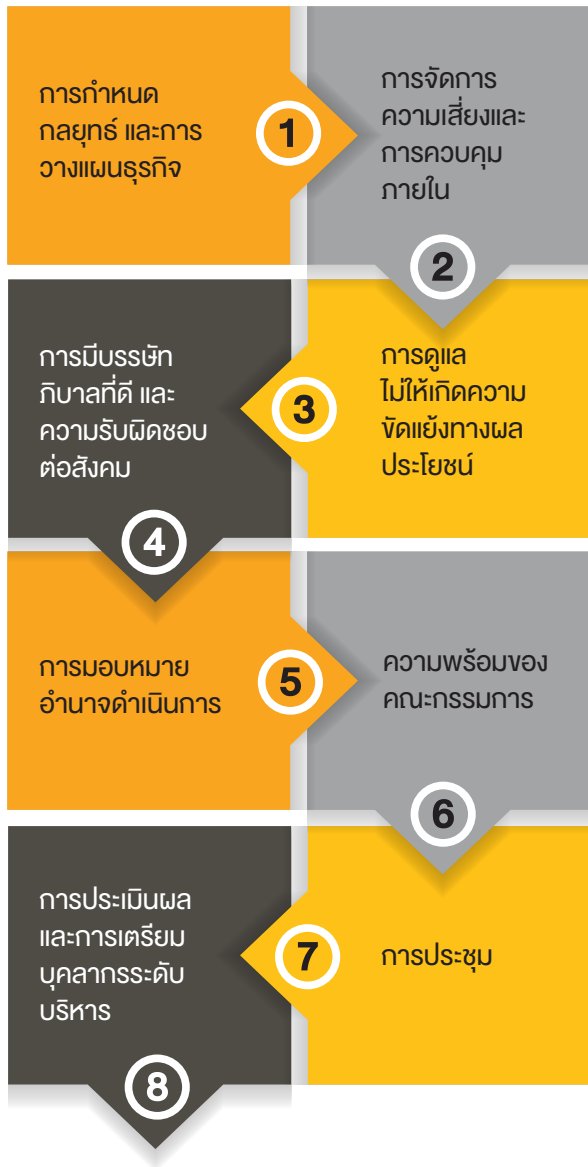 การกำหนด
กลยุทธ์ และการ
วางแผนธุรกิจ
1
การจัดการ
ความเสี่ยงและ
การควบคุม
ภายใน
2
การดูแล
ไม่ให้เกิดความ
ขัดแย้งทางผล
ประโยชน์
3
การมีบรรษัท
ภิบาลที่ดี และ
ความรับผิดชอบ
ต่อสังคม
4
การมอบหมาย
อำนาจดำเนินการ
5
ความพร้อมของ
คณะกรรมการ
6
การประชุม
7
การประเมินผล
และการเตรียม
บุคลากรระดับ
บริหาร
8